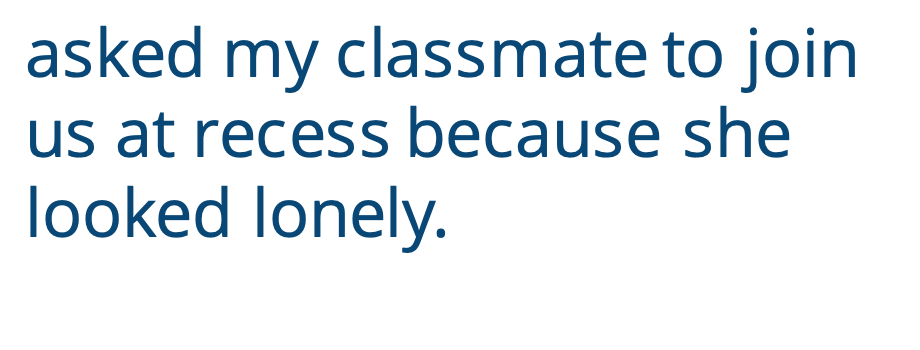 asked my classmate to join
us at recess because she
looked lonely.